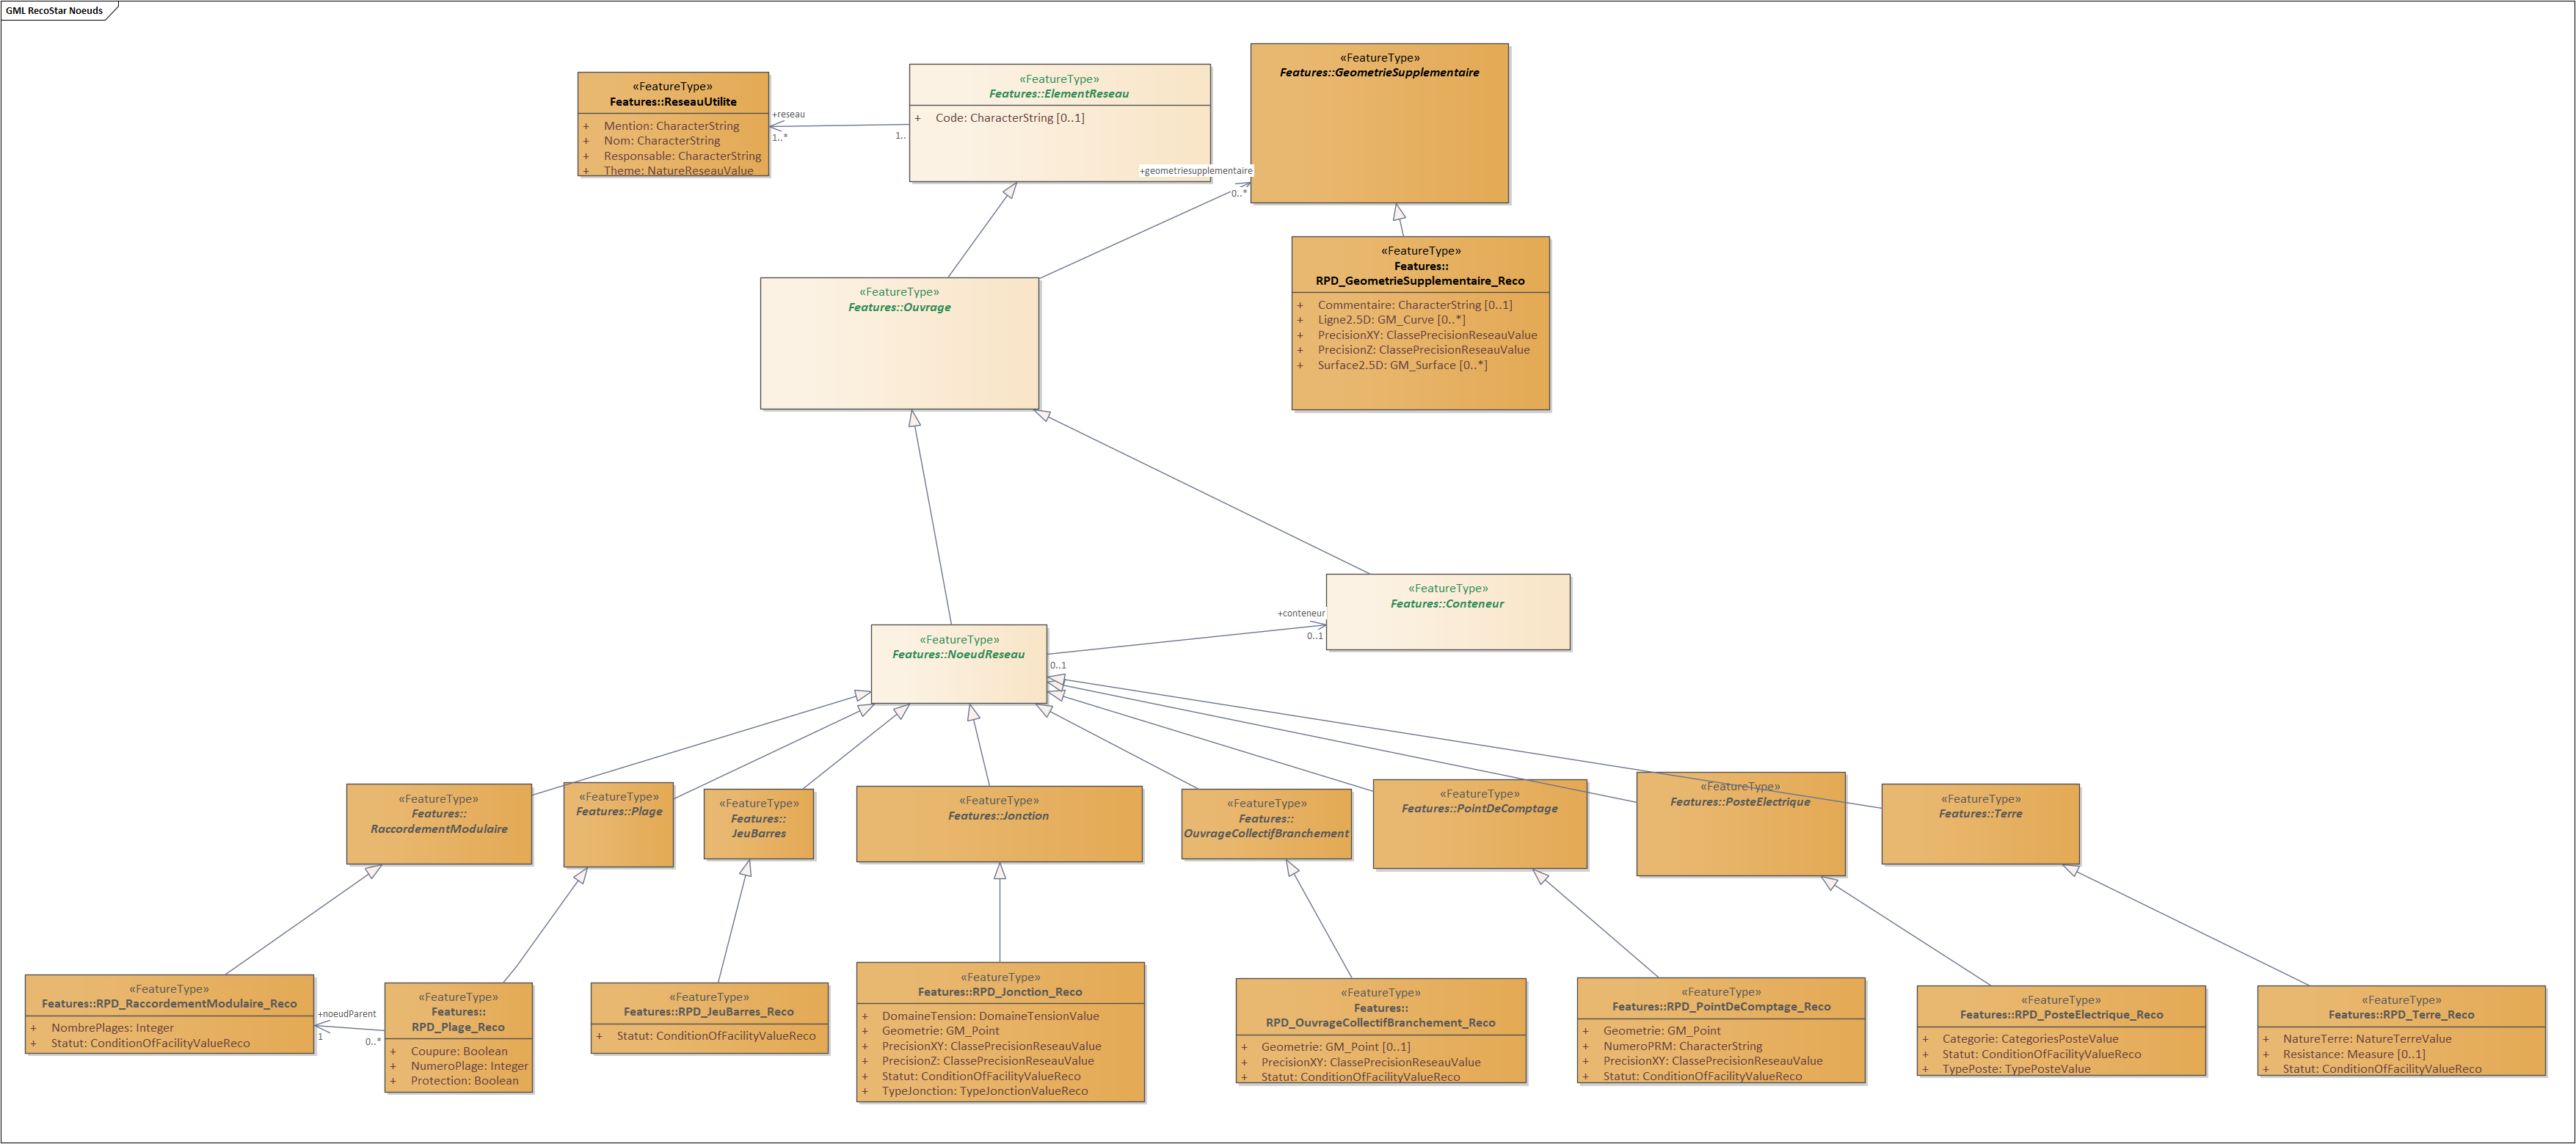 GML RecoStar Noeuds
«FeatureType»
Features::ReseauUtilite
+ Mention: CharacterString
+ Nom: CharacterString
+ Responsable: CharacterString
+ Theme: NatureReseauValue
+reseau
1..*
1..
«FeatureType»
Features::ElementReseau
+ Code: CharacterString [0..1]
«FeatureType»
Features::GeometrieSupplementaire
+geometriesupplementaire
0..*
«FeatureType»
Features::
RPD_GeometrieSupplementaire_Reco
+ Commentaire: CharacterString [0..1]
+ Ligne2.5D: GM_Curve [0..*]
+ PrecisionXY: ClassePrecisionReseauValue
+ PrecisionZ: ClassePrecisionReseauValue
+ Surface2.5D: GM_Surface [0..*]
«FeatureType»
Features::Ouvrage
«FeatureType»
Features::Conteneur
+conteneur
0..1
«FeatureType»
Features::NoeudReseau
0..1
«FeatureType»
Features::
RaccordementModulaire
«FeatureType»
Features::Plage
«FeatureType»
Features::
JeuBarres
«FeatureType»
Features::Jonction
«FeatureType»
Features::
OuvrageCollectifBranchement
«FeatureType»
Features::PointDeComptage
«FeatureType»
Features::PosteElectrique
«FeatureType»
Features::Terre
«FeatureType»
Features::RPD_RaccordementModulaire_Reco
+ NombrePlages: Integer
+ Statut: ConditionOfFacilityValueReco
+noeudParent
1
0..*
«FeatureType»
Features::
RPD_Plage_Reco
+ Coupure: Boolean
+ NumeroPlage: Integer
+ Protection: Boolean
«FeatureType»
Features::RPD_JeuBarres_Reco
+ Statut: ConditionOfFacilityValueReco
«FeatureType»
Features::RPD_Jonction_Reco
+ DomaineTension: DomaineTensionValue
+ Geometrie: GM_Point
+ PrecisionXY: ClassePrecisionReseauValue
+ PrecisionZ: ClassePrecisionReseauValue
+ Statut: ConditionOfFacilityValueReco
+ TypeJonction: TypeJonctionValueReco
«FeatureType»
Features::
RPD_OuvrageCollectifBranchement_Reco
+ Geometrie: GM_Point [0..1]
+ PrecisionXY: ClassePrecisionReseauValue
+ Statut: ConditionOfFacilityValueReco
«FeatureType»
Features::RPD_PointDeComptage_Reco
+ Geometrie: GM_Point
+ NumeroPRM: CharacterString
+ PrecisionXY: ClassePrecisionReseauValue
+ Statut: ConditionOfFacilityValueReco
«FeatureType»
Features::RPD_PosteElectrique_Reco
+ Categorie: CategoriesPosteValue
+ Statut: ConditionOfFacilityValueReco
+ TypePoste: TypePosteValue
«FeatureType»
Features::RPD_Terre_Reco
+ NatureTerre: NatureTerreValue
+ Resistance: Measure [0..1]
+ Statut: ConditionOfFacilityValueReco